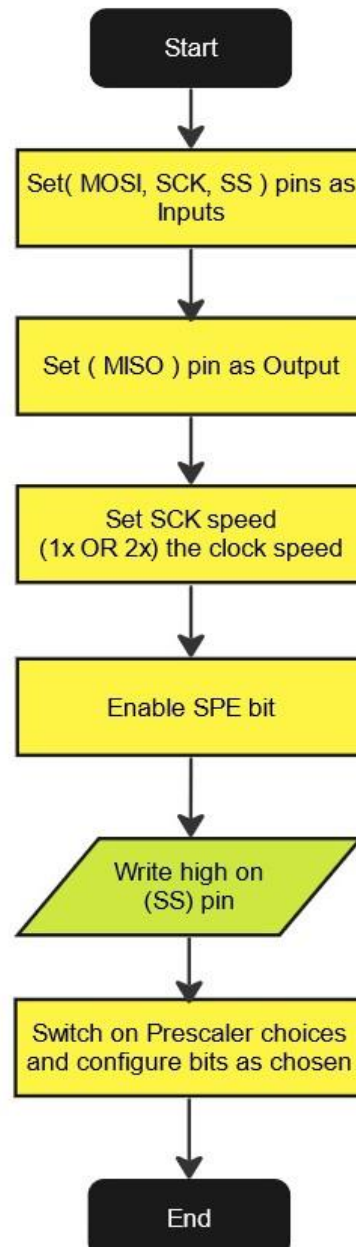 Start
Set( MOSI, SCK, SS ) pins as
Inputs
Set ( MISO ) pin as Output
Set SCK speed
(1x OR 2x) the clock speed
Enable SPE bit
Write high on
(SS) pin
Switch on Prescaler choices
and configure bits as chosen
End